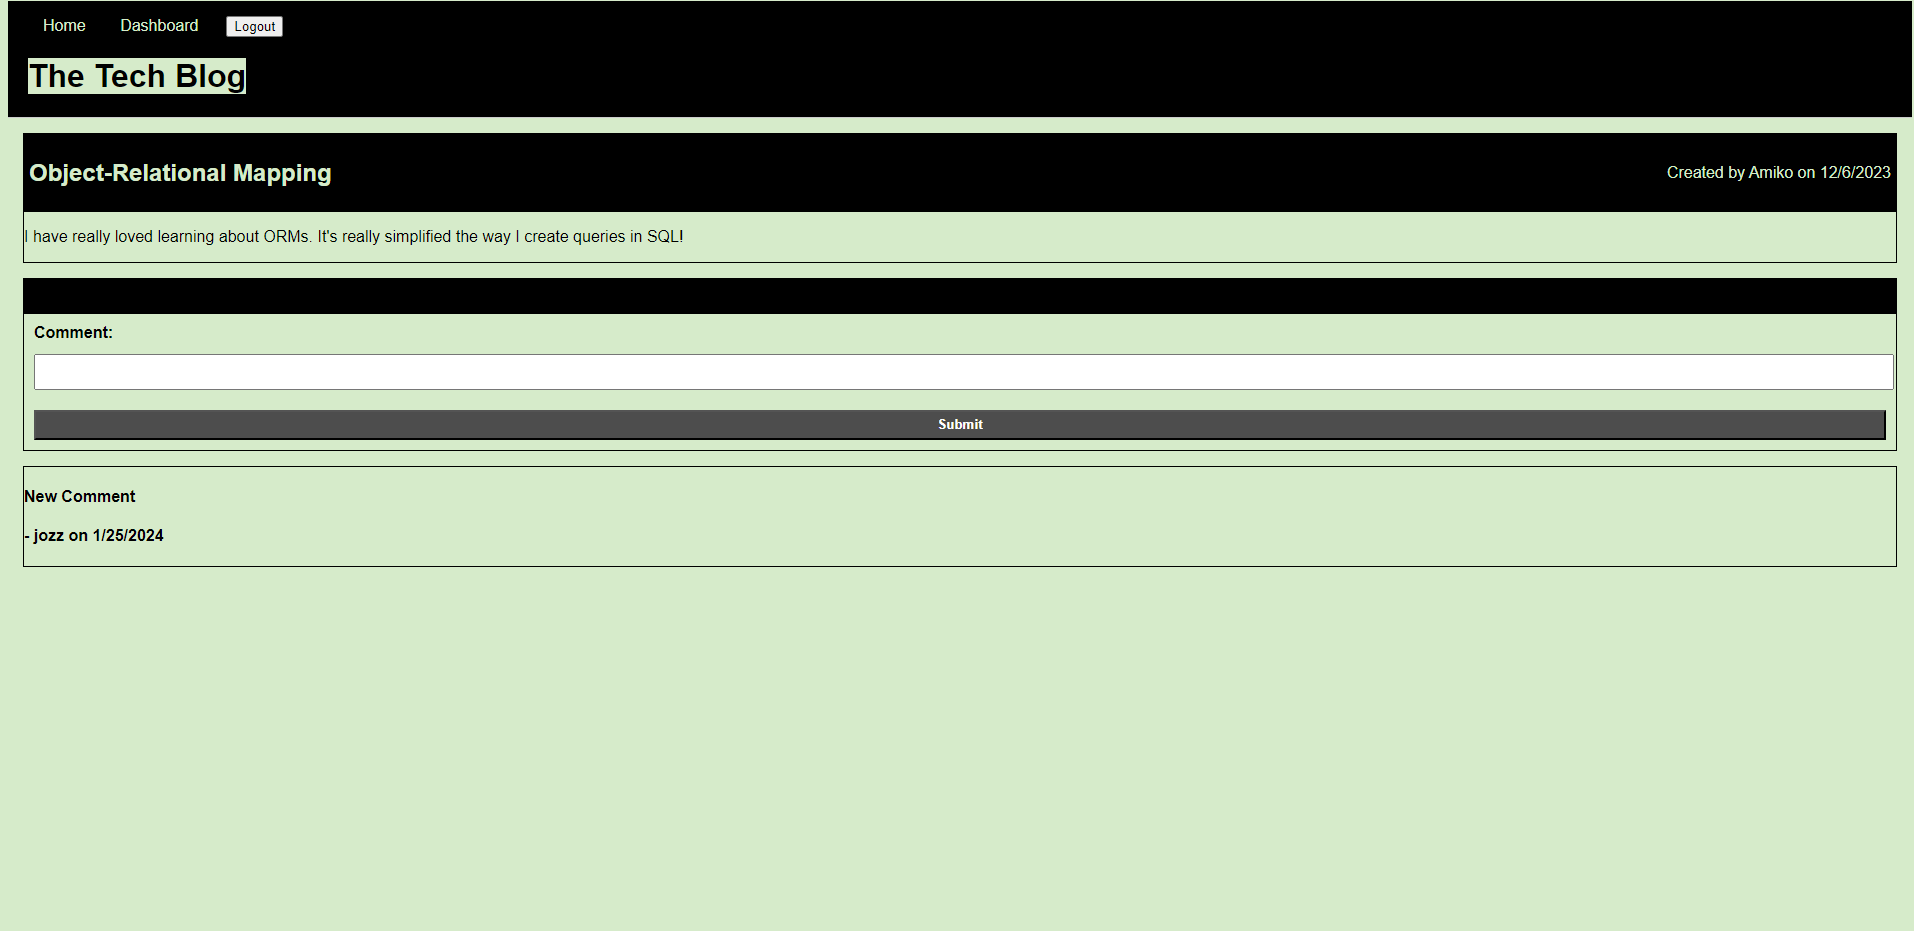 Home Dashboard Logout
The Tech Blog
Object-Relational Mapping
Created by Amiko on 12/6/2023
I have really loved learning about ORMs. It's really simplified the way I create queries in SQL!
Comment:
Submit
New Comment
- jozz on 1/25/2024